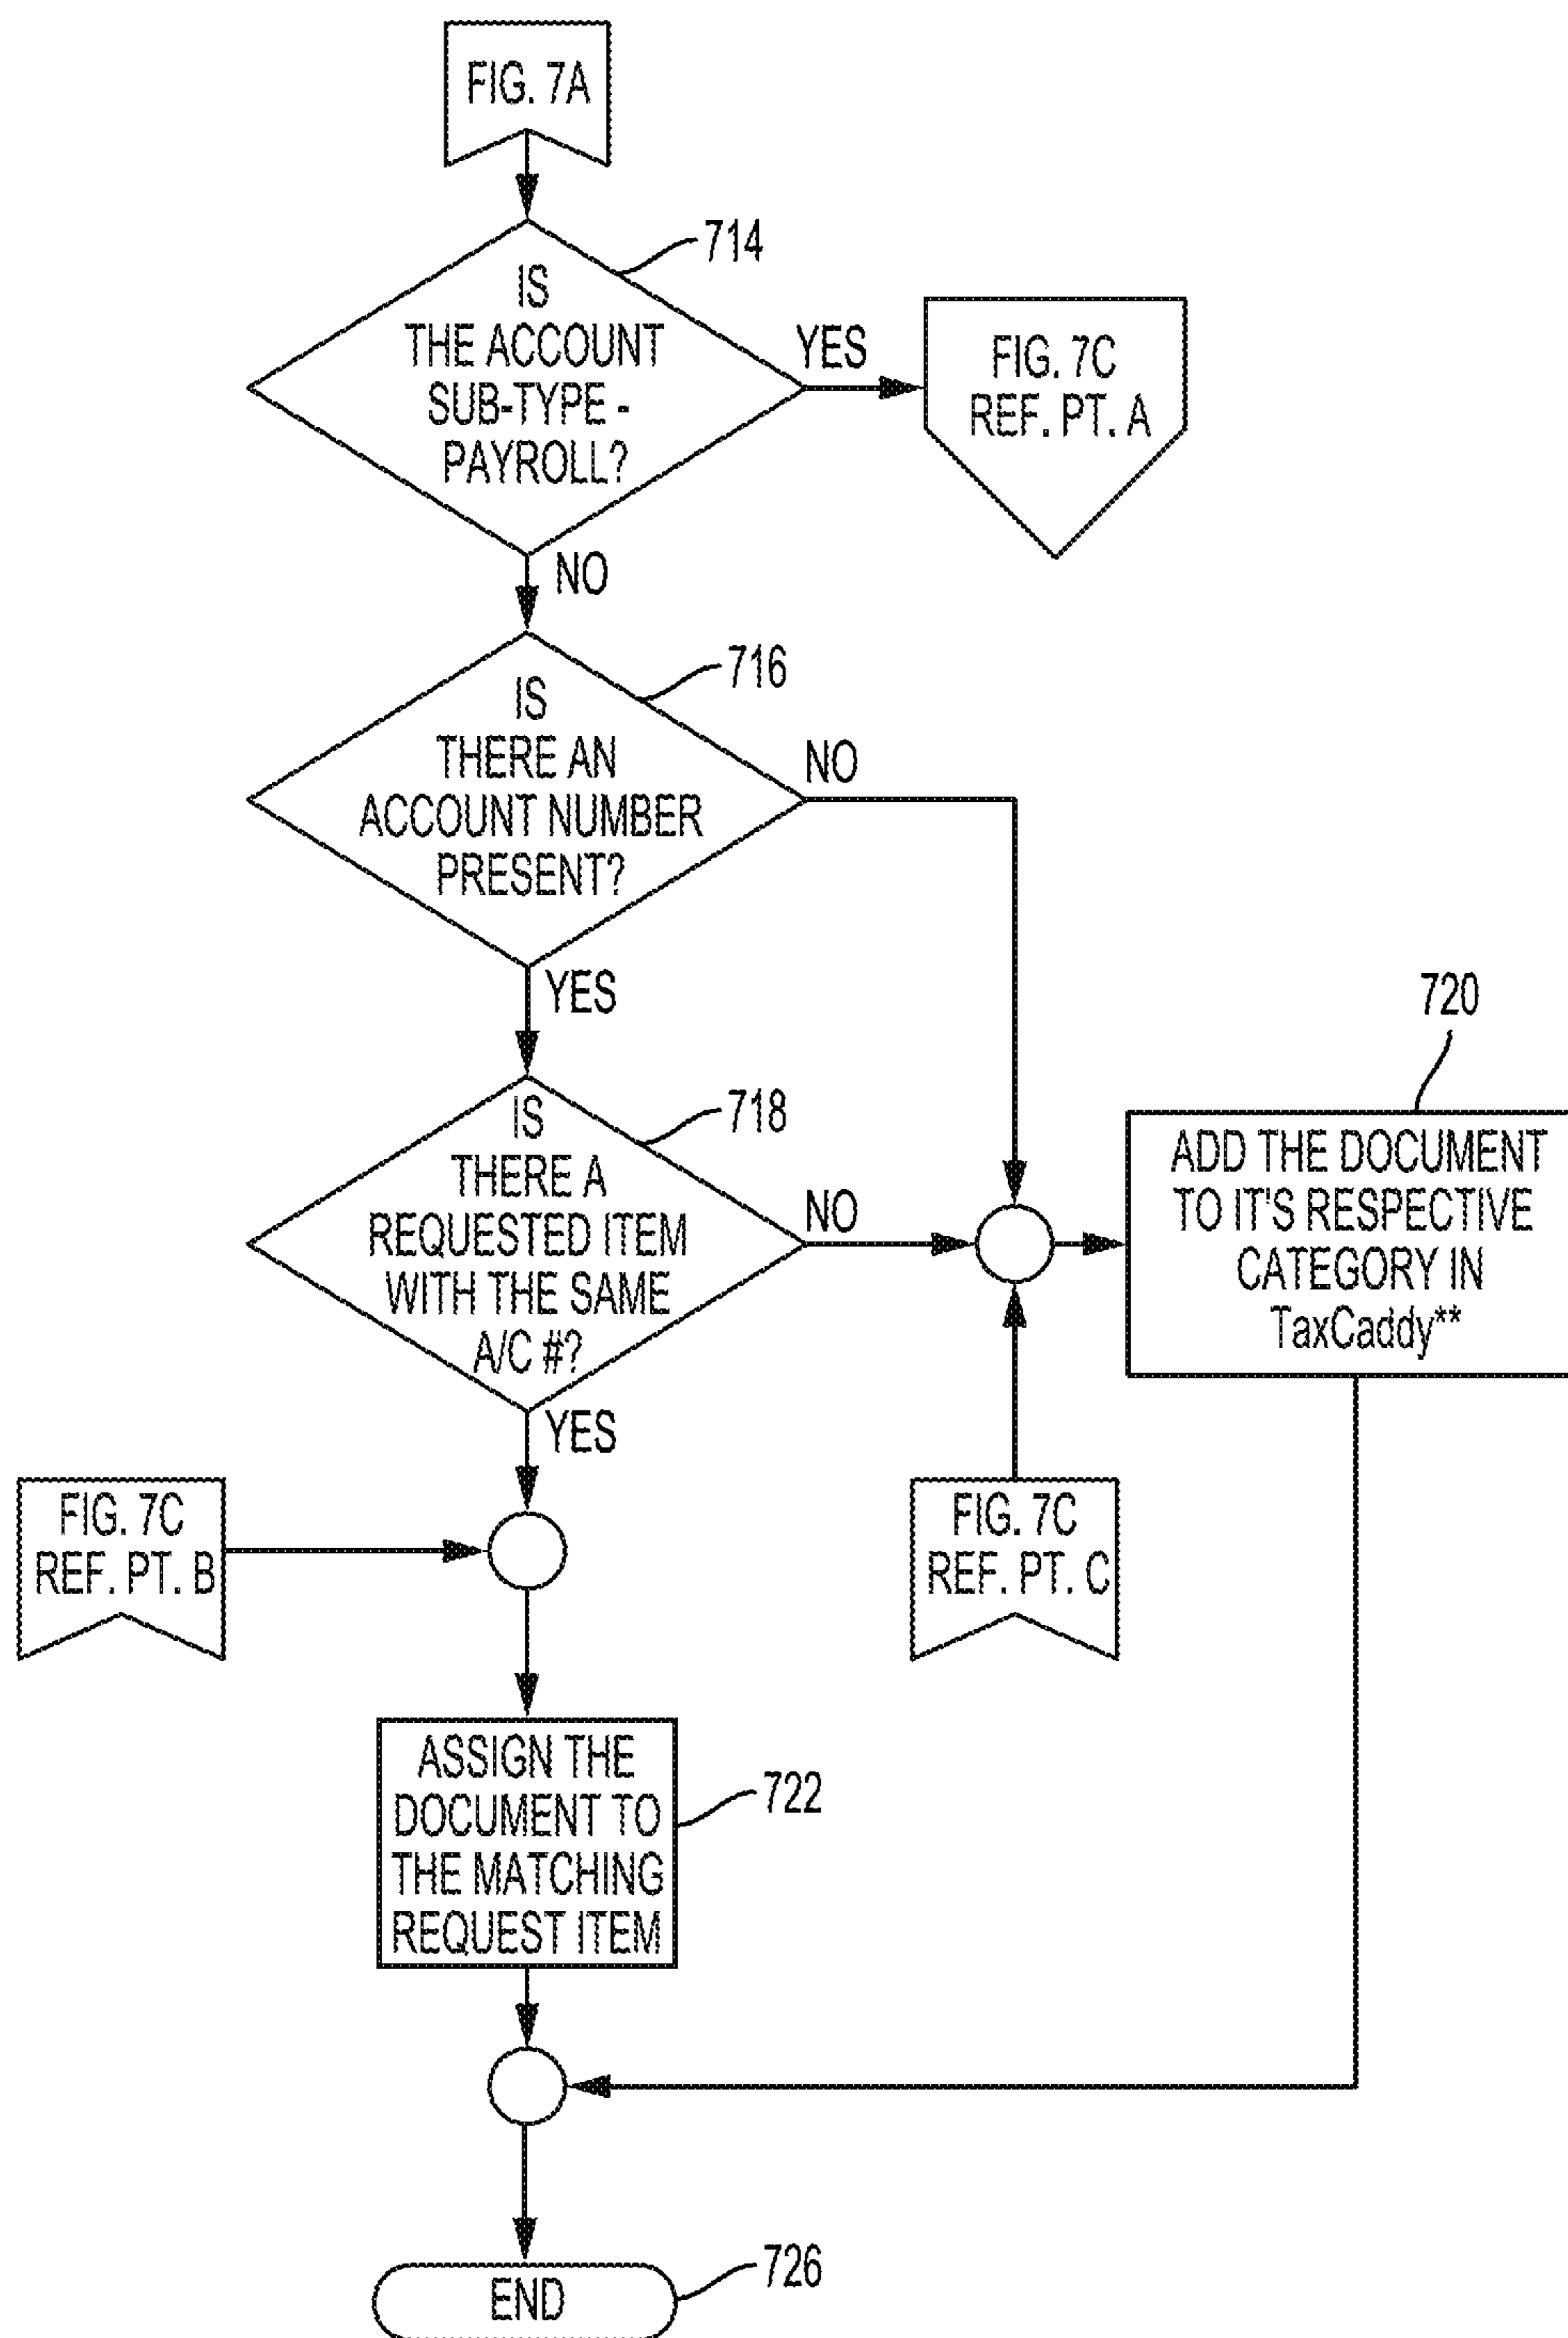 FIG. 7A
714
IS
THE ACCOUNT
SUB-TYPE -
PAYROLL?
YES
FIG. 7C
REF. PT. A
NO
716
IS
THERE AN
ACCOUNT NUMBER
PRESENT?
NO
YES
718
IS
THERE A
REQUESTED ITEM
WITH THE SAME
A/C #?
NO
720
ADD THE DOCUMENT
TO IT'S RESPECTIVE
CATEGORY IN
TaxCaddy**
YES
FIG. 7C
REF. PT. B
FIG. 7C
REF. PT. C
ASSIGN THE
DOCUMENT TO
THE MATCHING
REQUEST ITEM
722
END
726